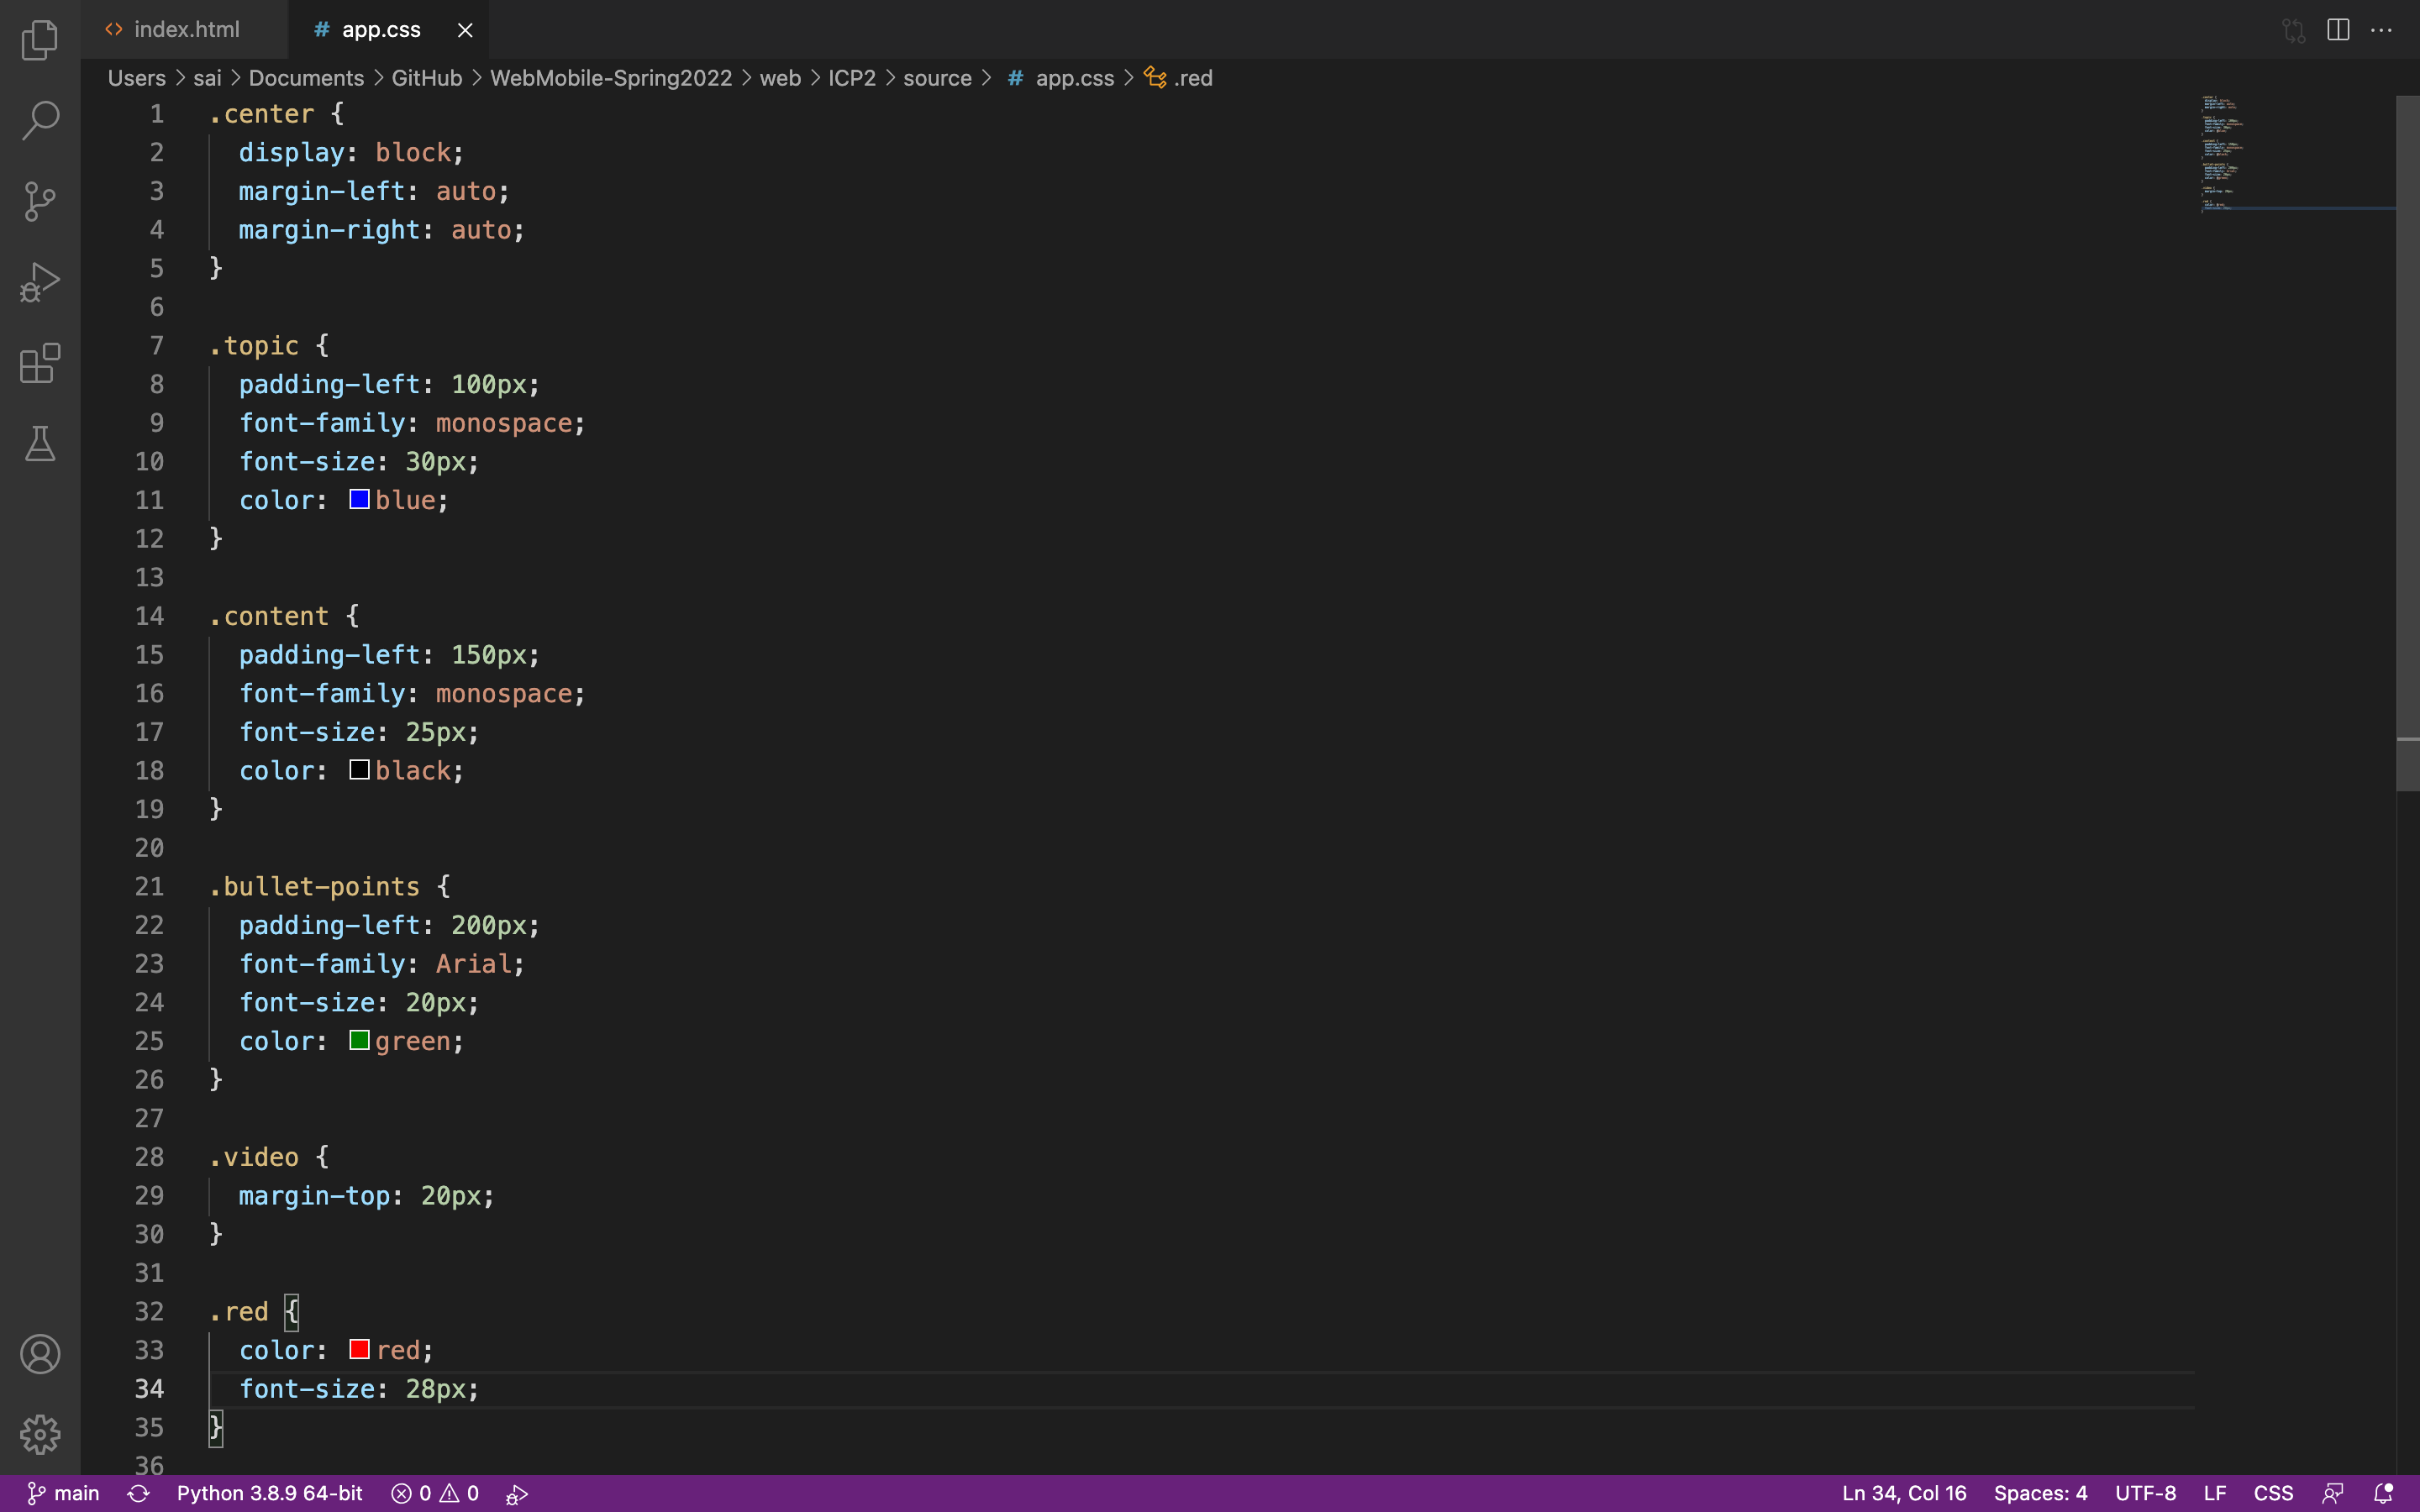 index.html
app.css
Users > sai > Documents > GitHub > WebMobile-Spring2022 > web > ICP2 > source > # app.css > .red
1 .center {
2 display: block;
3 margin-left: auto;
4 margin-right: auto;
5 }
6
7 .topic {
8 padding-left: 100px;
9 font-family: monospace;
10 font-size: 30px;
11 color: blue;
12 }
13
14 .content {
15 padding-left: 150px;
16 font-family: monospace;
17 font-size: 25px;
18 color: black;
19 }
20
21 .bullet-points {
22 padding-left: 200px;
23 font-family: Arial;
24 font-size: 20px;
25 color: green;
26 }
27
28 .video {
29 margin-top: 20px;
30 }
31
32 .red {
33 color: red;
34 font-size: 28px;
35 }
36
main Python 3.8.9 64-bit 0 0 Ln 34, Col 16 Spaces: 4 UTF-8 LF CSS